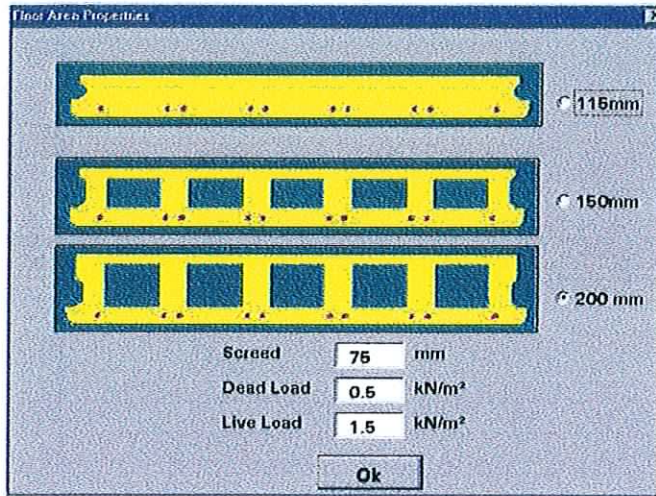 Floor Area Properties
115mm
150mm
200 mm
Screed 75 mm
Dead Load 0.5 kN/m²
Live Load 1.5 kN/m²
Ok